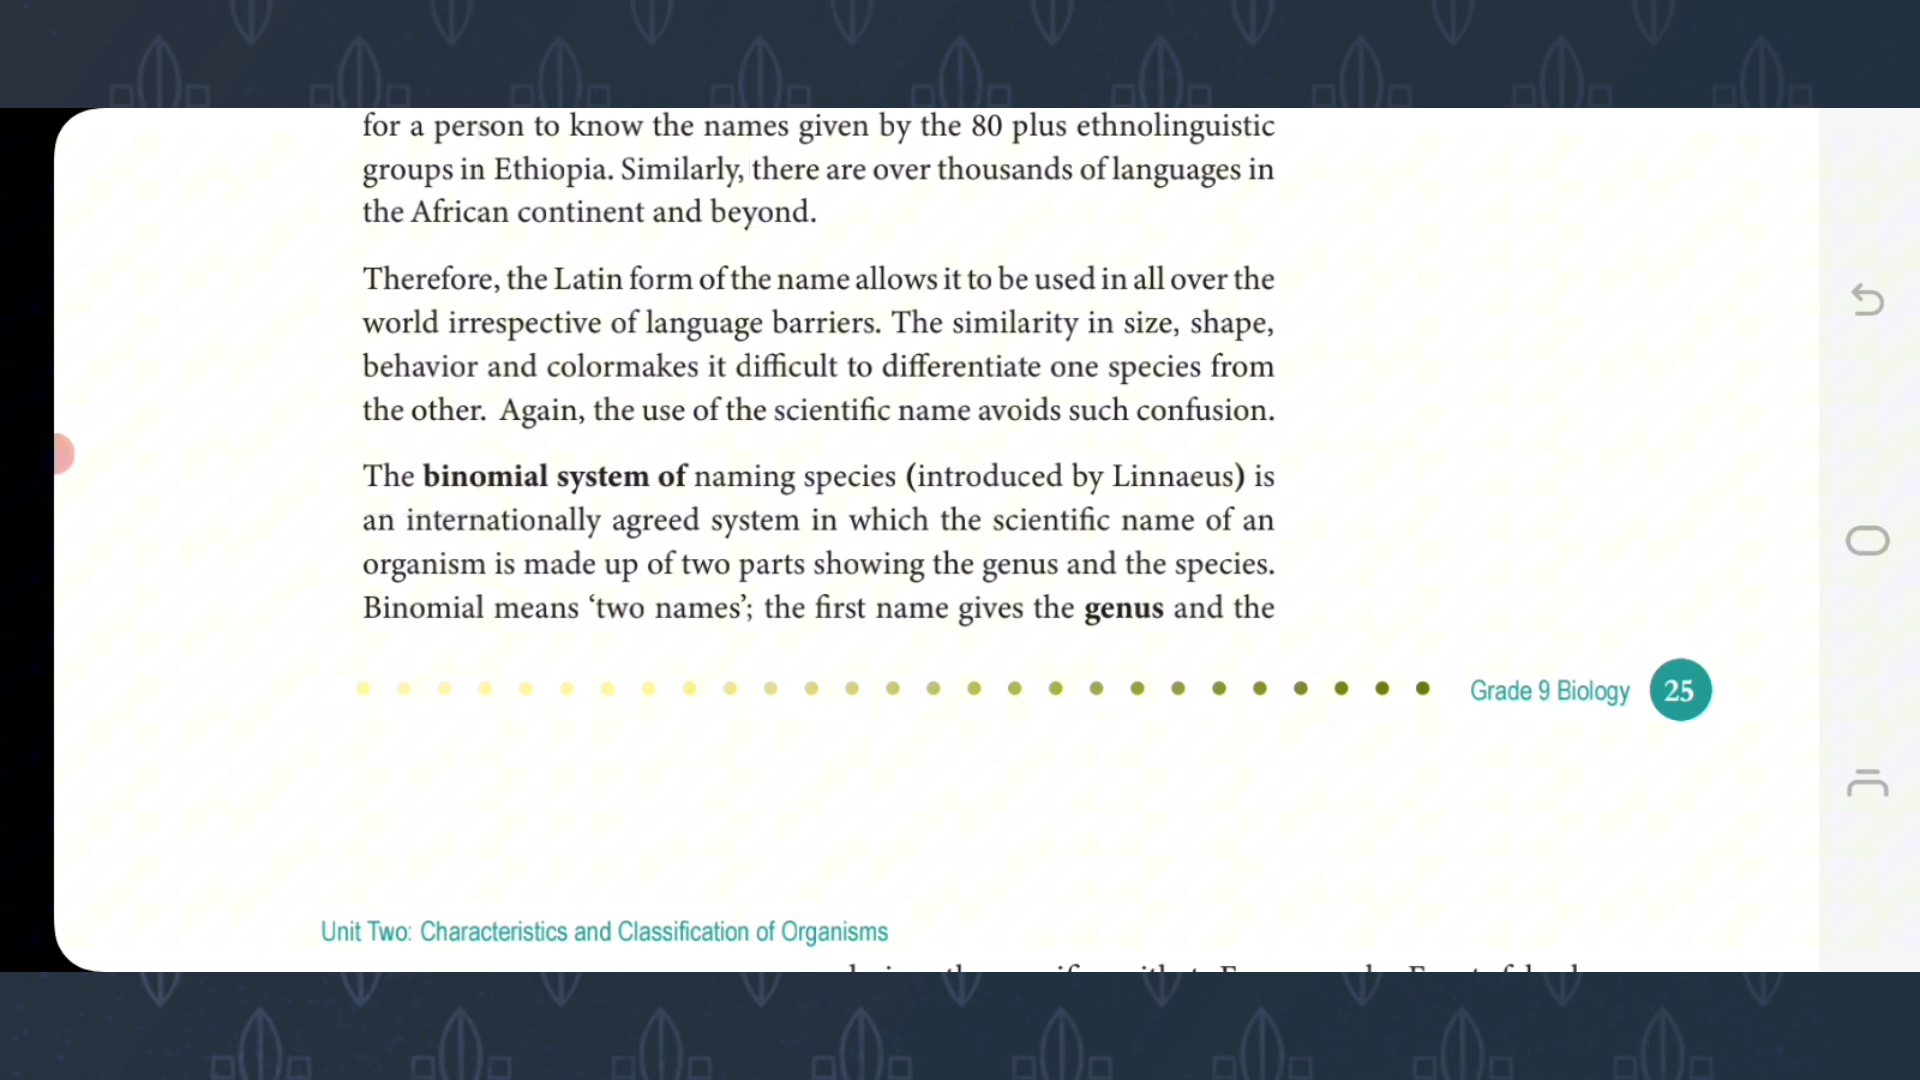 for a person to know the names given by the 80 plus ethnolinguistic
groups in Ethiopia. Similarly, there are over thousands of languages in
the African continent and beyond.
Therefore, the Latin form of the name allows it to be used in all over the
world irrespective of language barriers. The similarity in size, shape,
behavior and colormakes it difficult to differentiate one species from
the other. Again, the use of the scientific name avoids such confusion.
The binomial system of naming species (introduced by Linnaeus) is
an internationally agreed system in which the scientific name of an
organism is made up of two parts showing the genus and the species.
Binomial means ‘two names’; the first name gives the genus and the
Grade 9 Biology 25
Unit Two: Characteristics and Classification of Organisms